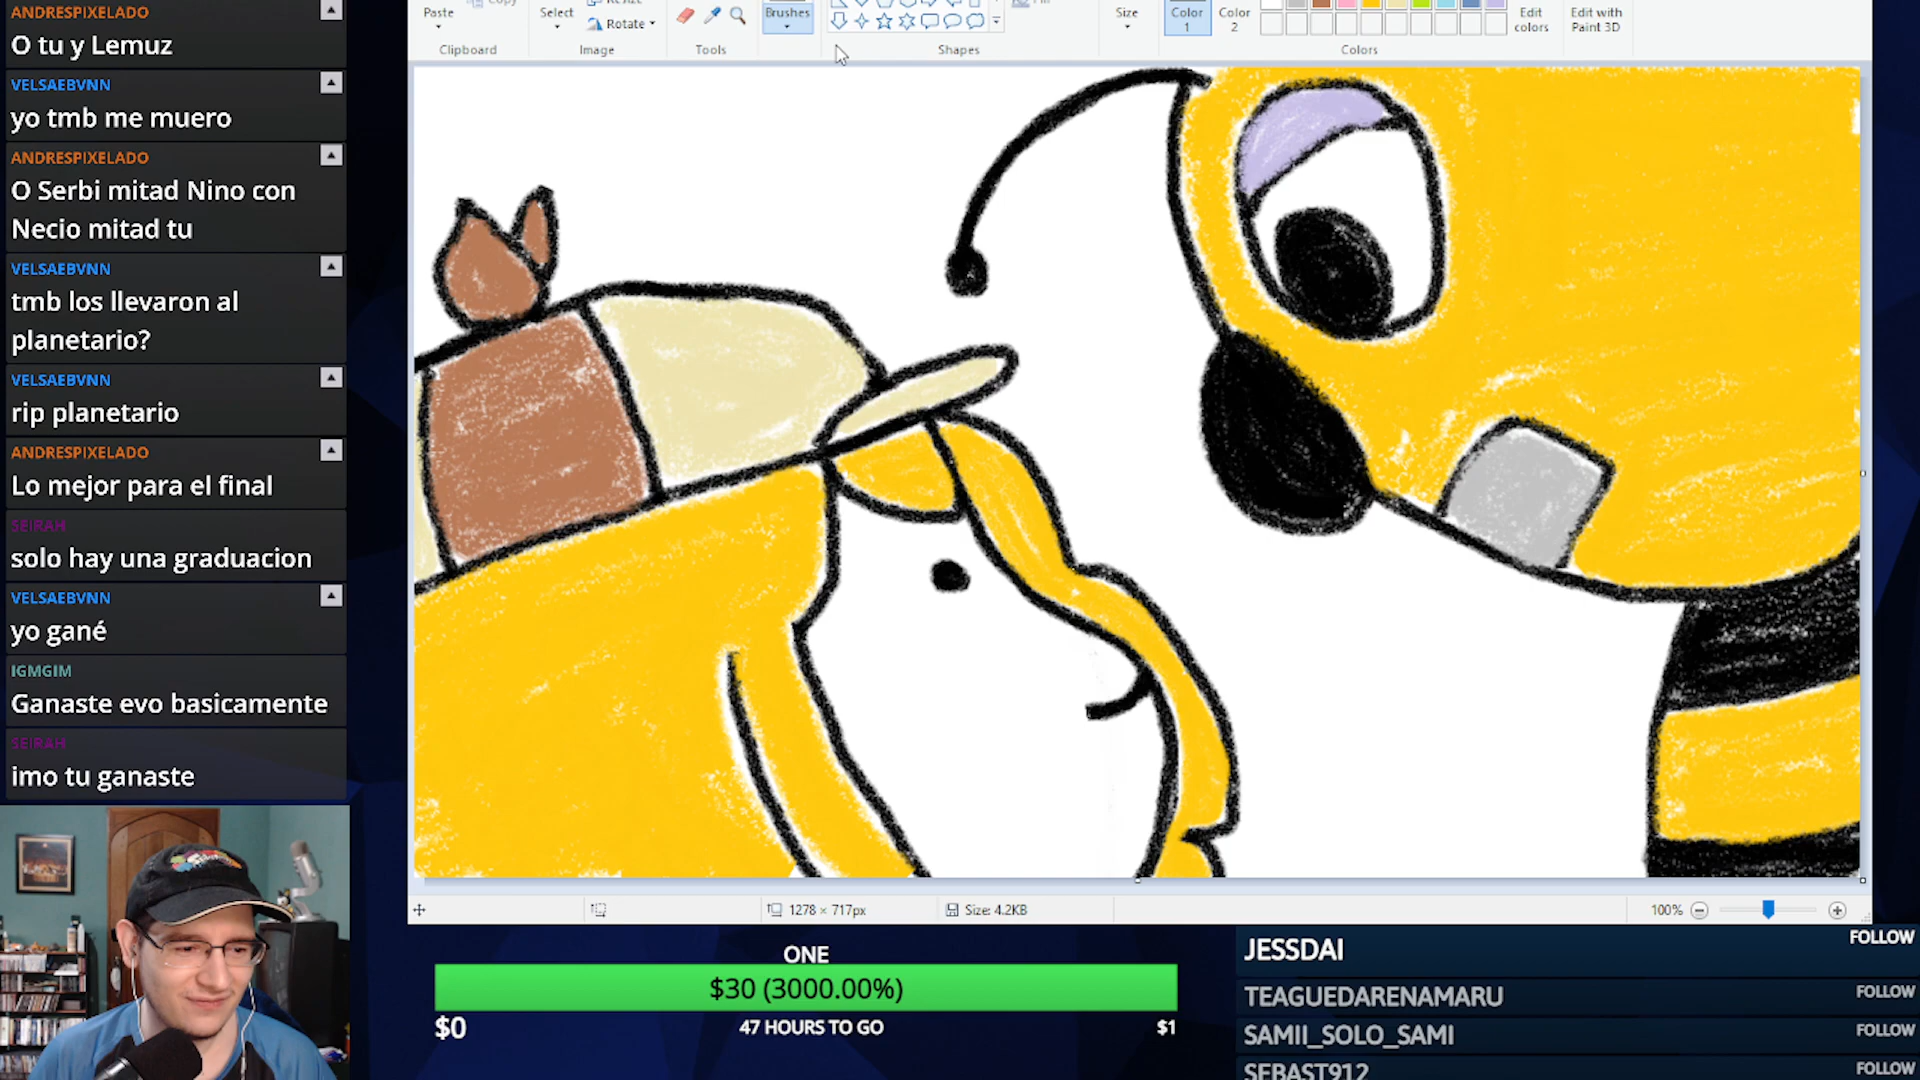 ANDRESPIXELADO
O tu y Lemuz
VELSAEBVNN
yo tmb me muero
ANDRESPIXELADO
O Serbi mitad Nino con
Necio mitad tu
VELSAEBVNN
tmb los llevaron al
planetario?
VELSAEBVNN
rip planetario
ANDRESPIXELADO
Lo mejor para el final
SEIRAH
solo hay una graduacion
VELSAEBVNN
yo gané
IGMGIM
Ganaste evo basicamente
SEIRAH
imo tu ganaste
Paste
Copy
Clipboard
Select
Rotate
Image
Tools
Brushes
Shapes
Size
Color
1
Color
2
Edit
colors
Colors
Edit with
Paint 3D
1278 × 717px
Size: 4.2KB
100%
ONE
$30 (3000.00%)
$0
47 HOURS TO GO
$1
JESSDAI
FOLLOW
TEAGUEDARENAMARU
FOLLOW
SAMII_SOLO_SAMI
FOLLOW
SEBAST912
FOLLOW